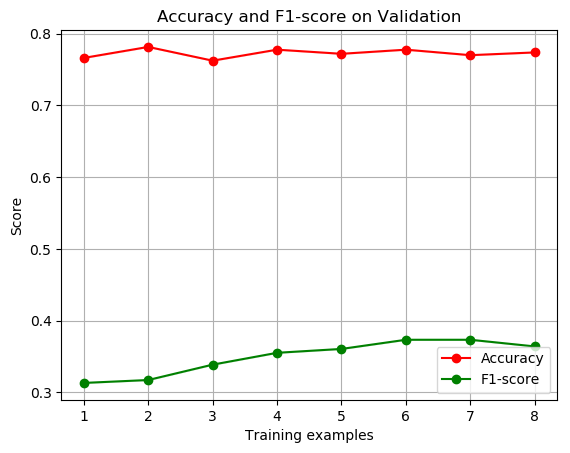 Accuracy and F1-score on Validation
0.8
0.7
0.6
0.5
0.4
0.3
Score
Accuracy
F1-score
1 2 3 4 5 6 7 8
Training examples